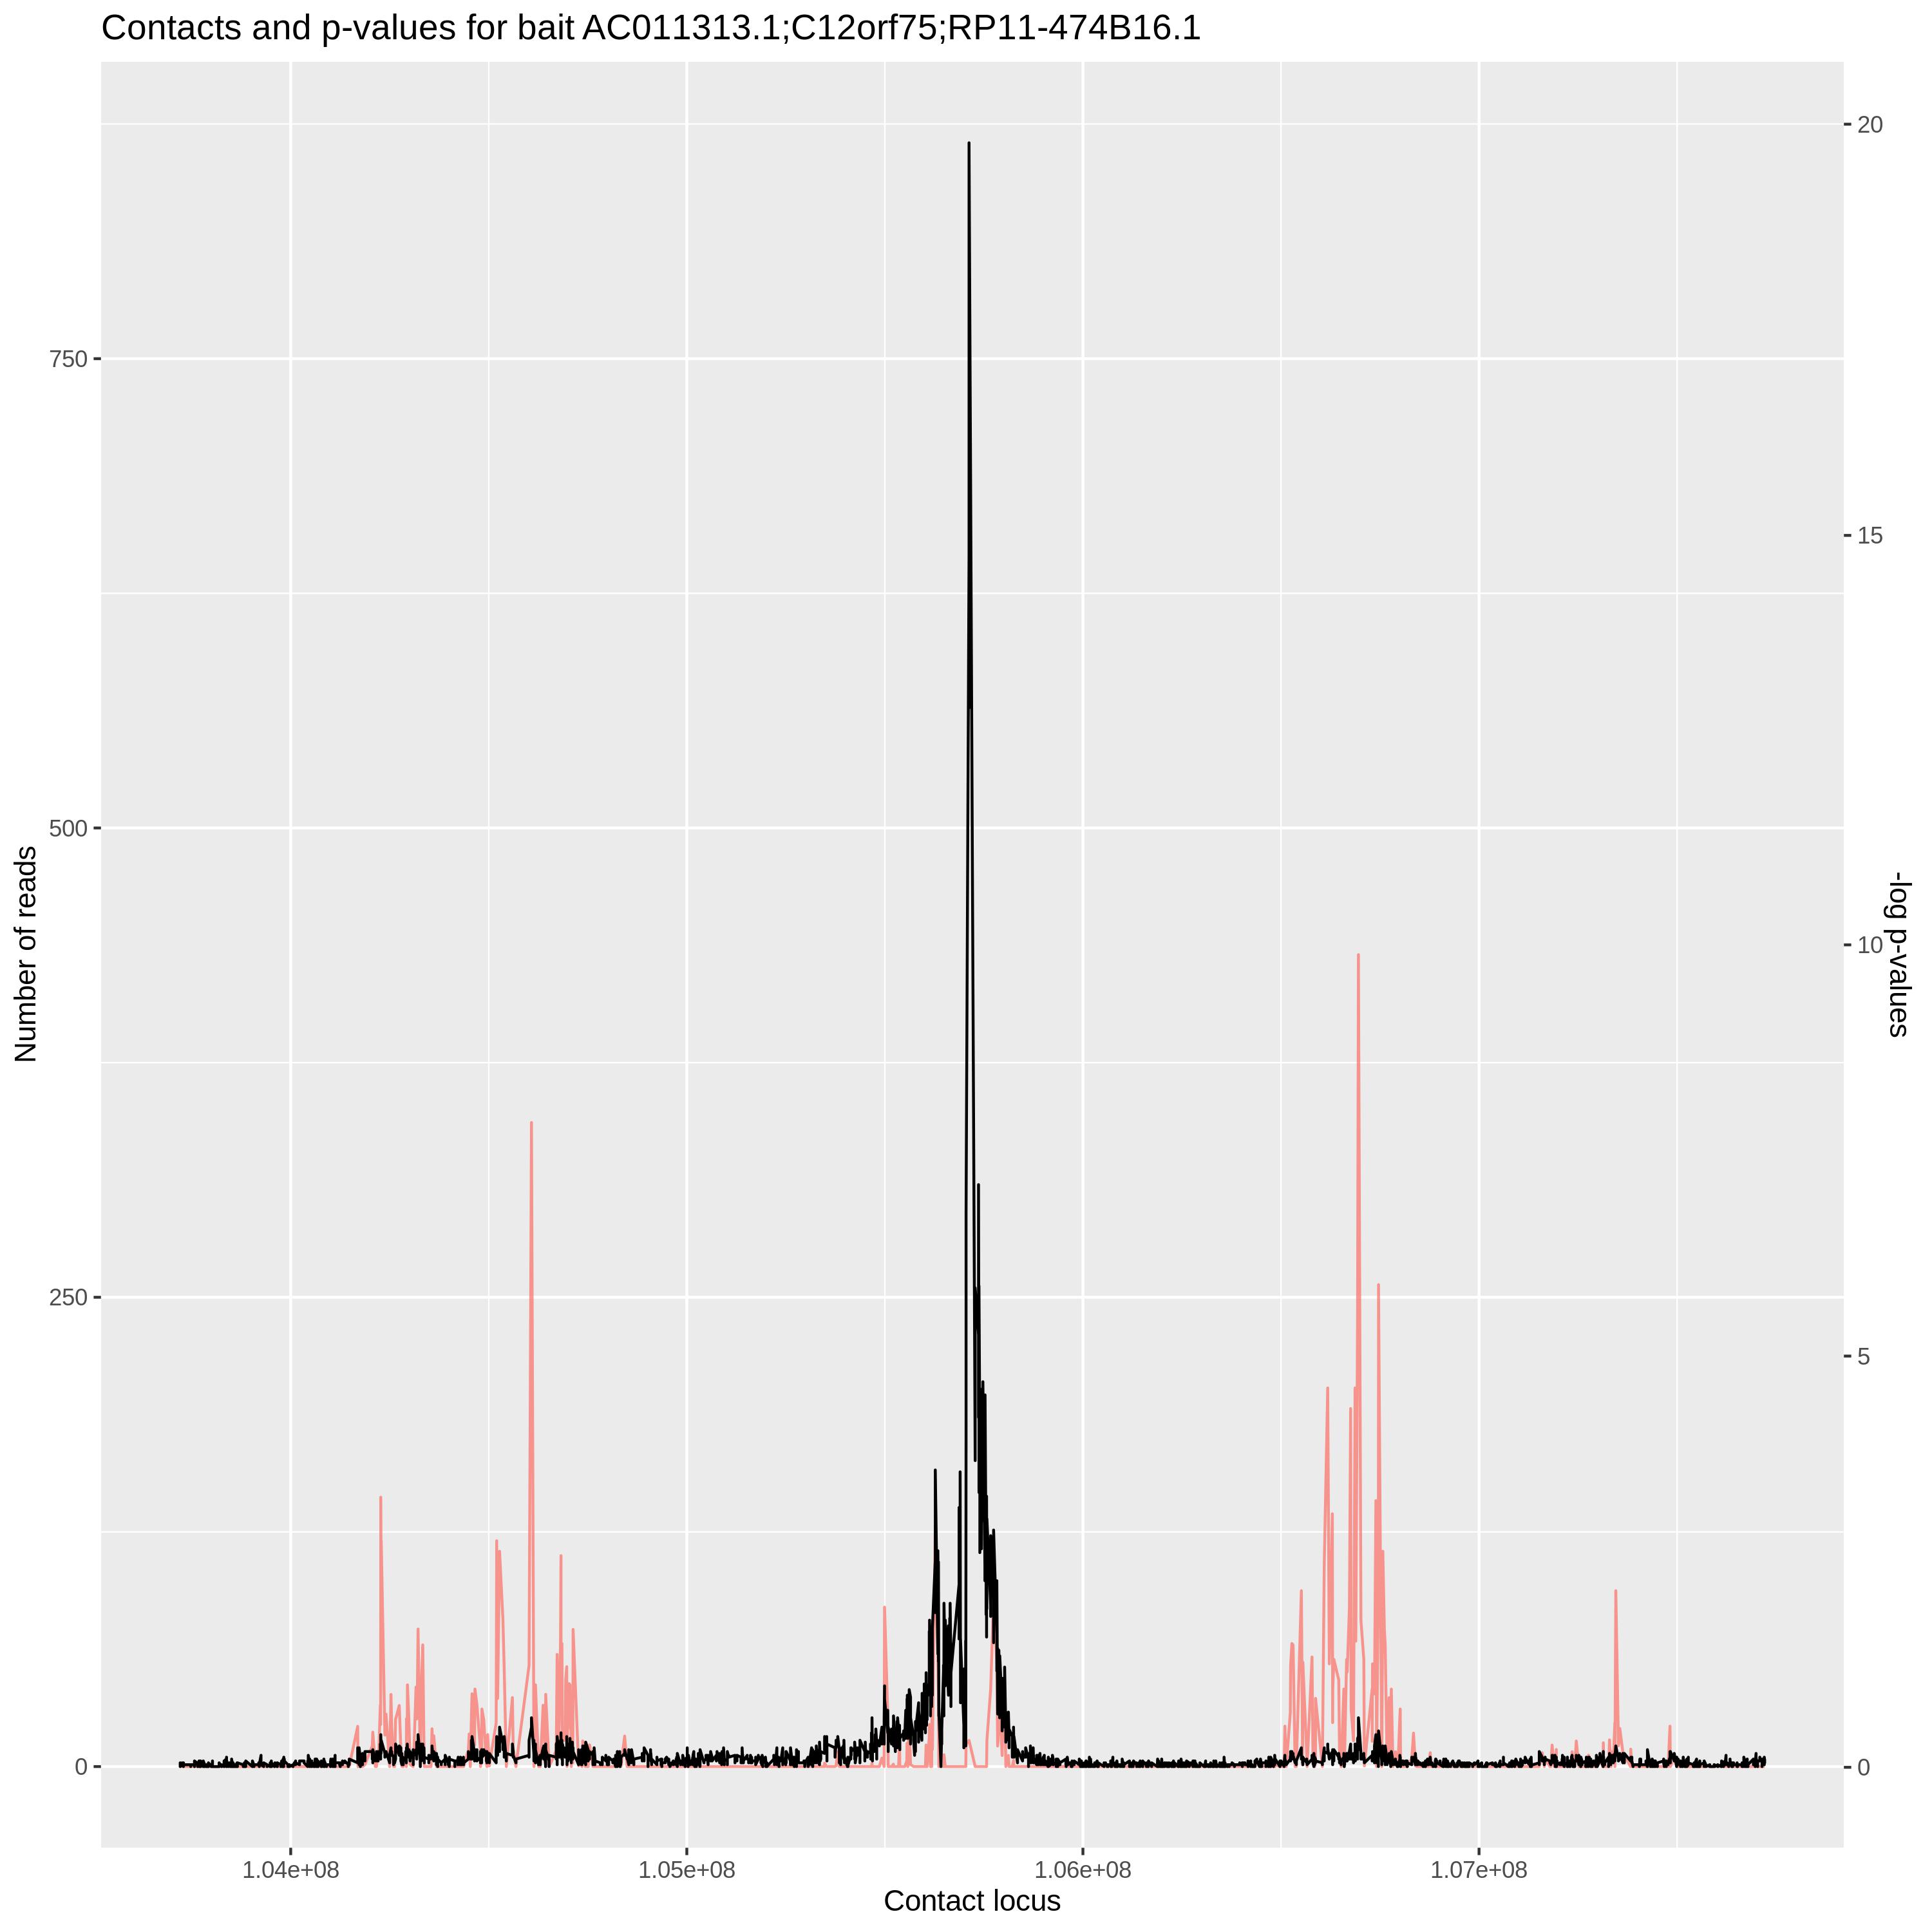 Contacts and p-values for bait AC011313.1;C12orf75;RP11-474B16.1
20
750
15
500
10
250
5
0
0
Number of reads
-log p-values
1.04e+08
1.05e+08
1.06e+08
1.07e+08
Contact locus